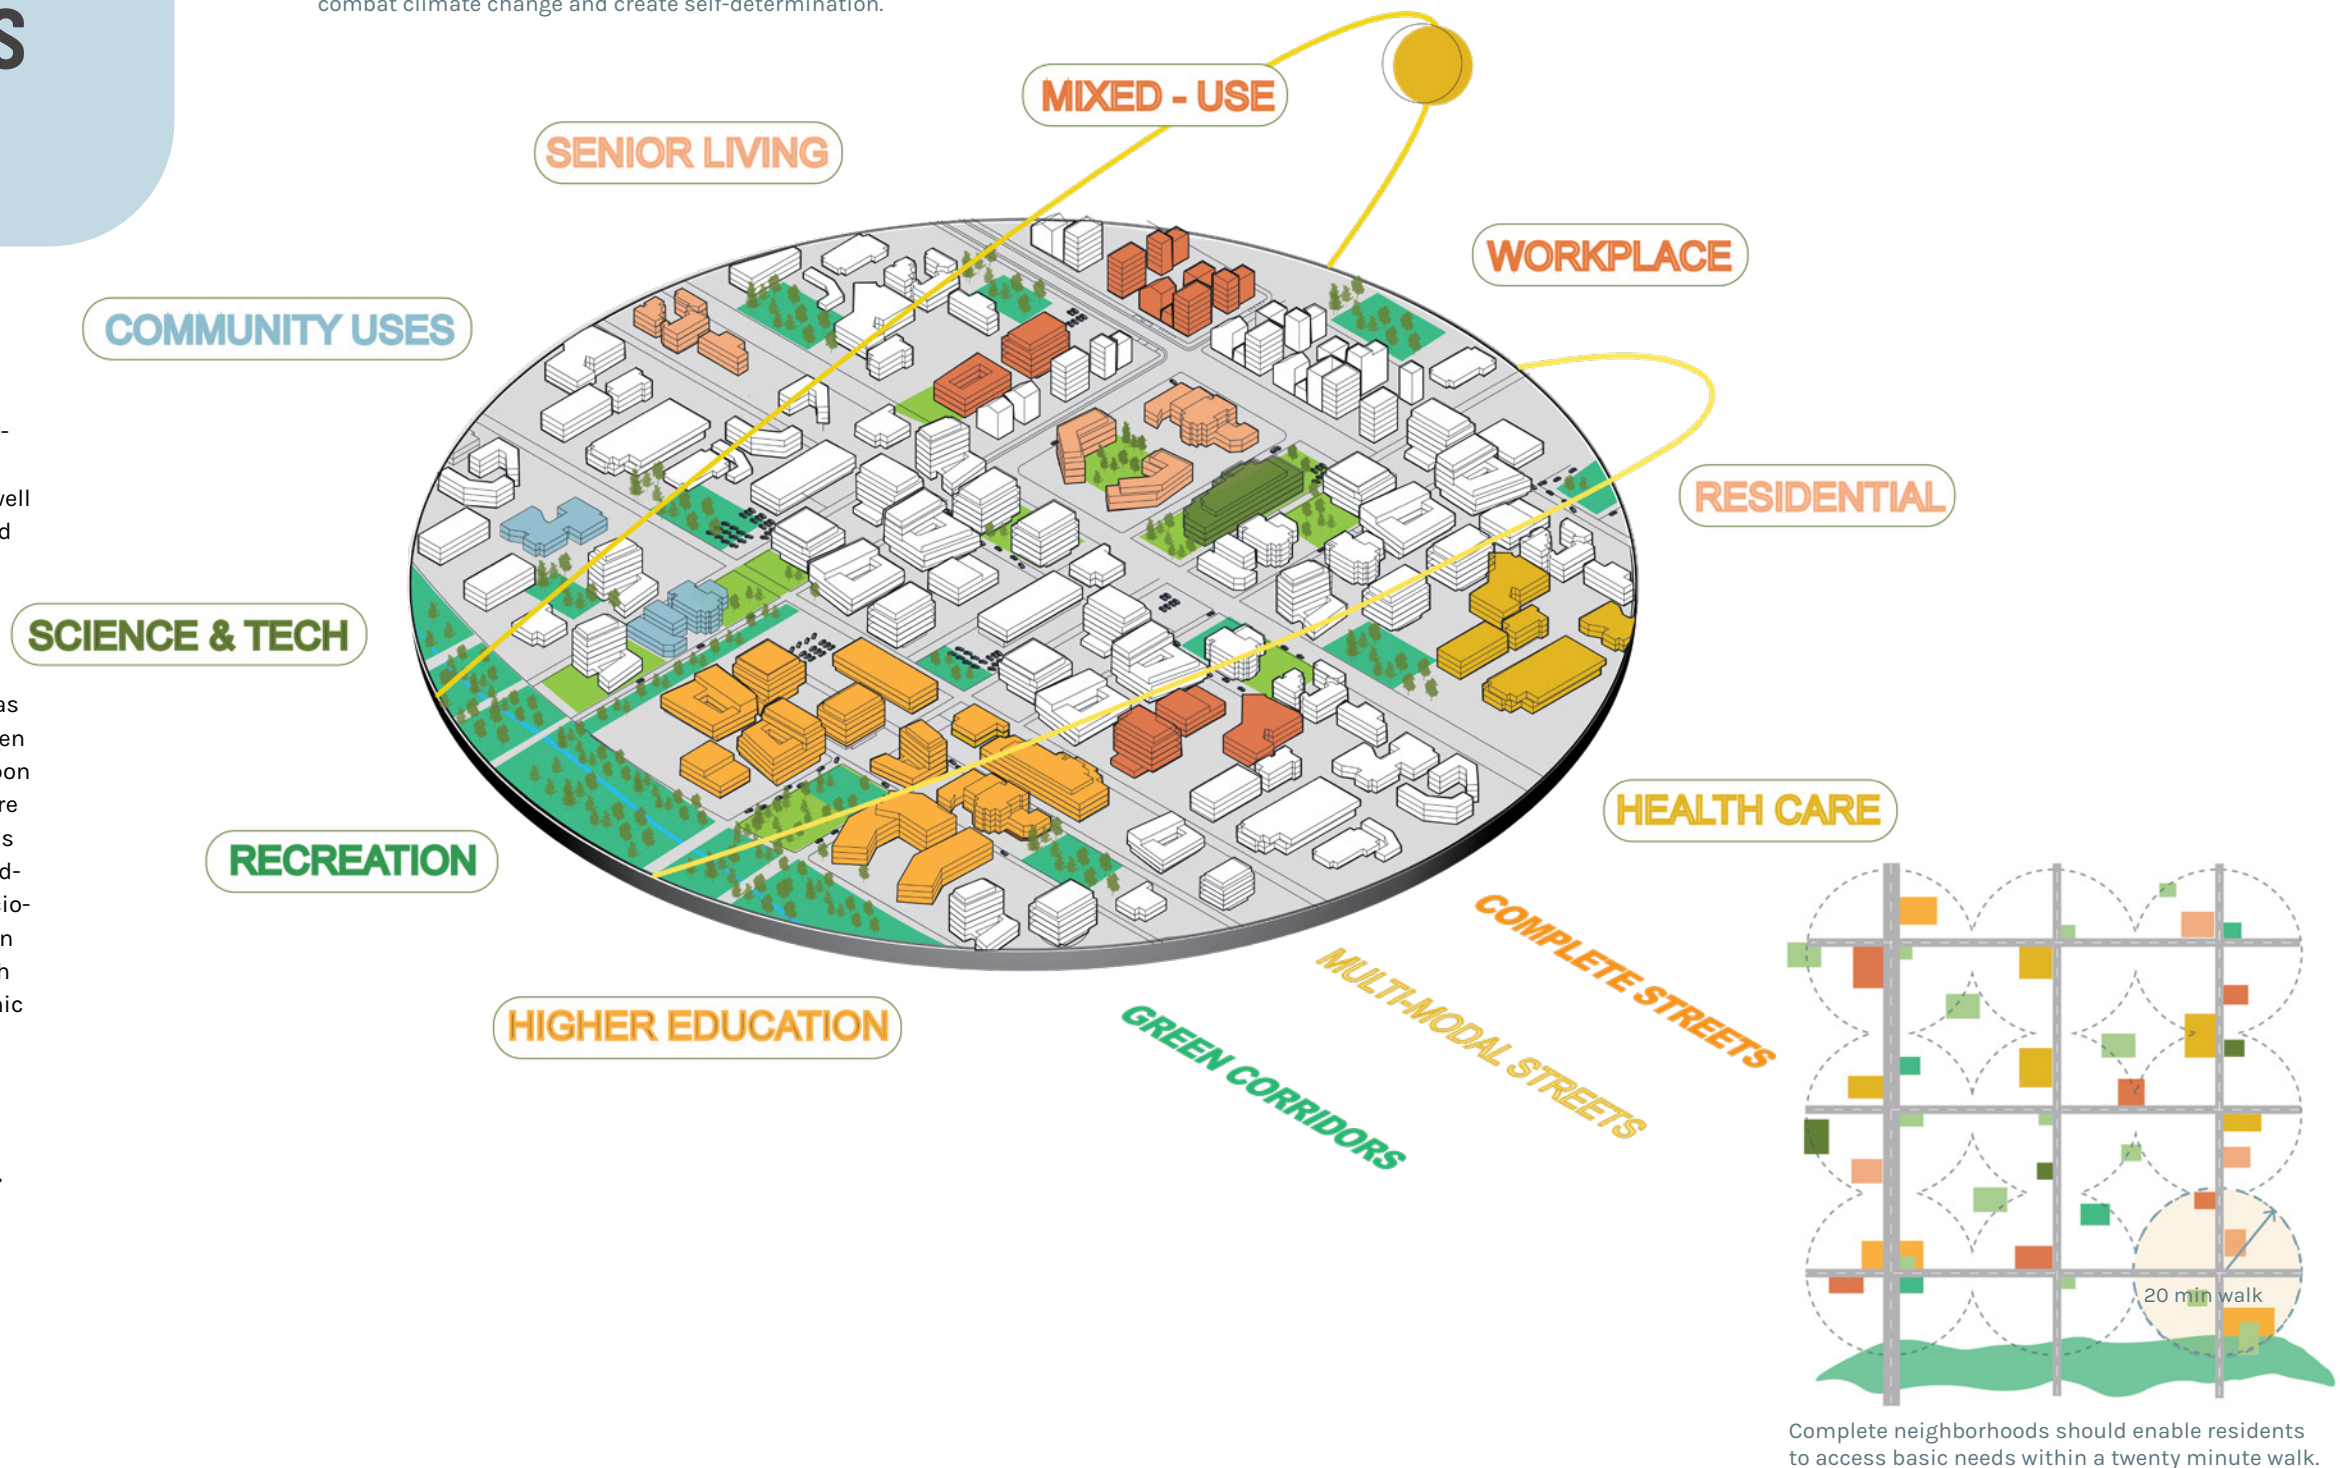 combat climate change and create self-determination.
S
MIXED - USE
SENIOR LIVING
WORKPLACE
COMMUNITY USES
RESIDENTIAL
SCIENCE & TECH
HEALTH CARE
RECREATION
HIGHER EDUCATION
COMPLETE STREETS
MULTI-MODAL STREETS
GREEN CORRIDORS
20 min walk
Complete neighborhoods should enable residents
to access basic needs within a twenty minute walk.